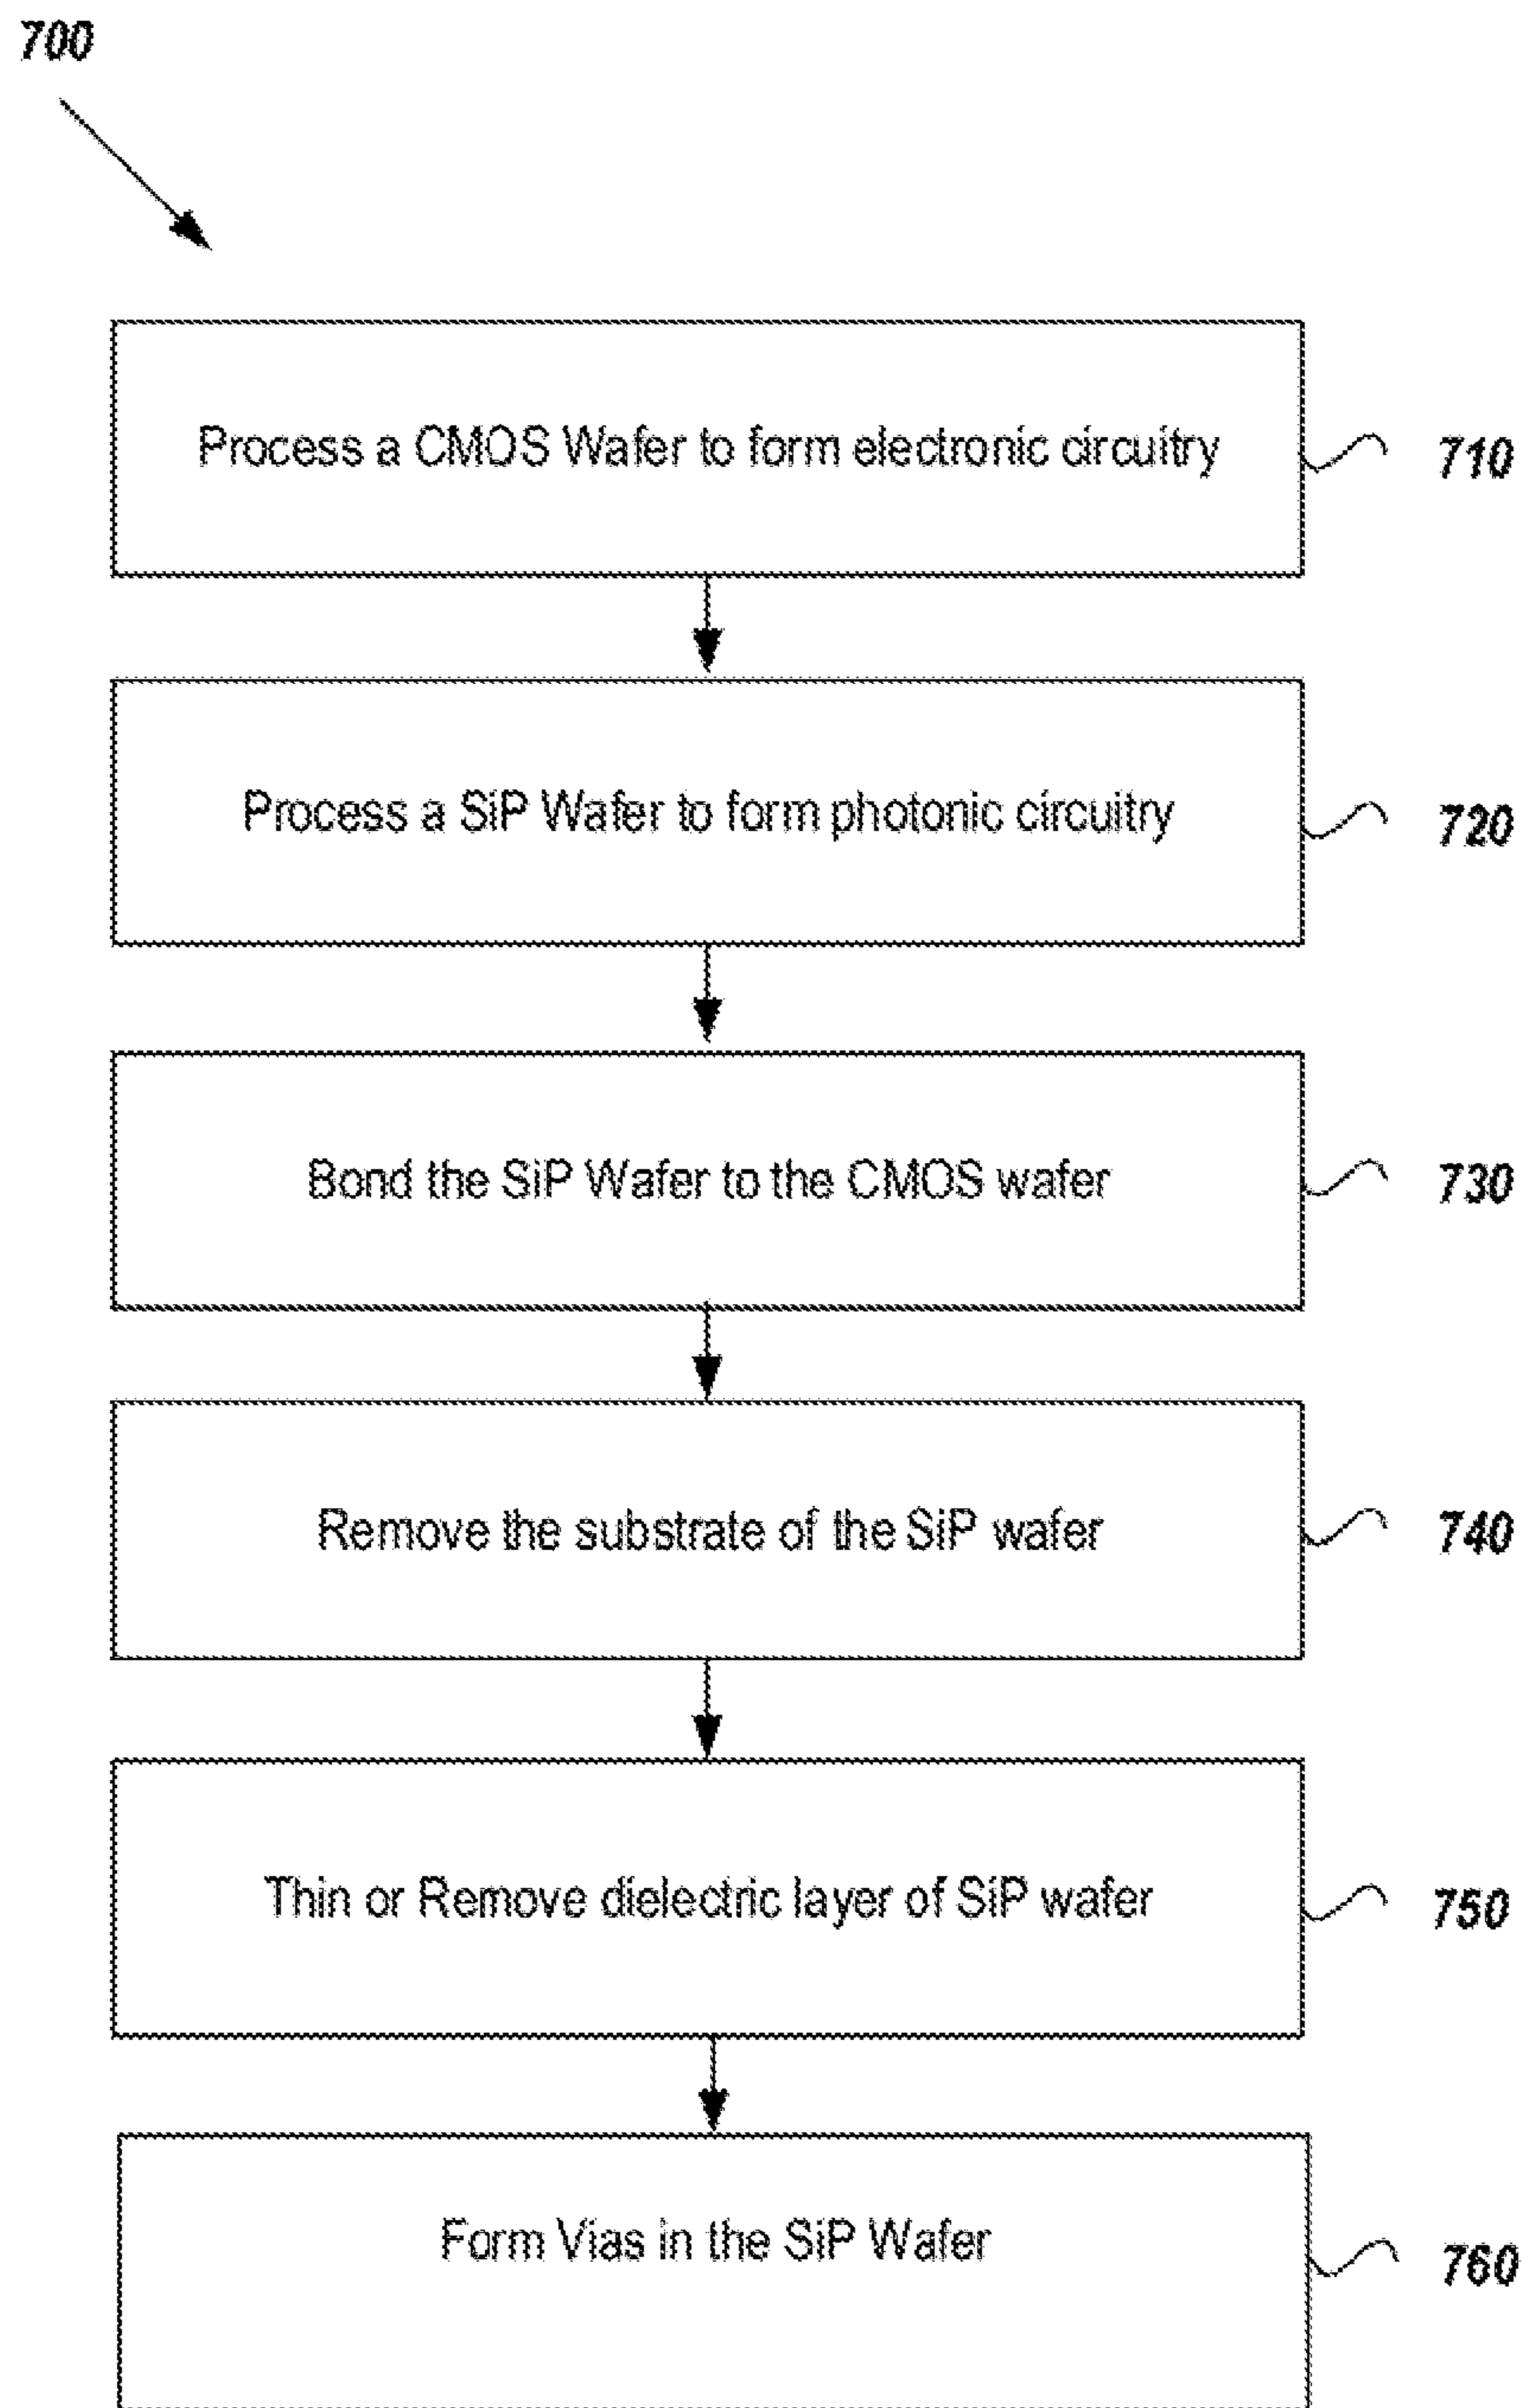 700
Process a CMOS Wafer to form electronic circuitry
710
Process a SiP Wafer to form photonic circuitry
720
Bond the SiP Wafer to the CMOS wafer
730
Remove the substrate of the SiP wafer
740
Thin or Remove dielectric layer of SiP wafer
750
Form Vias in the SiP Wafer
760